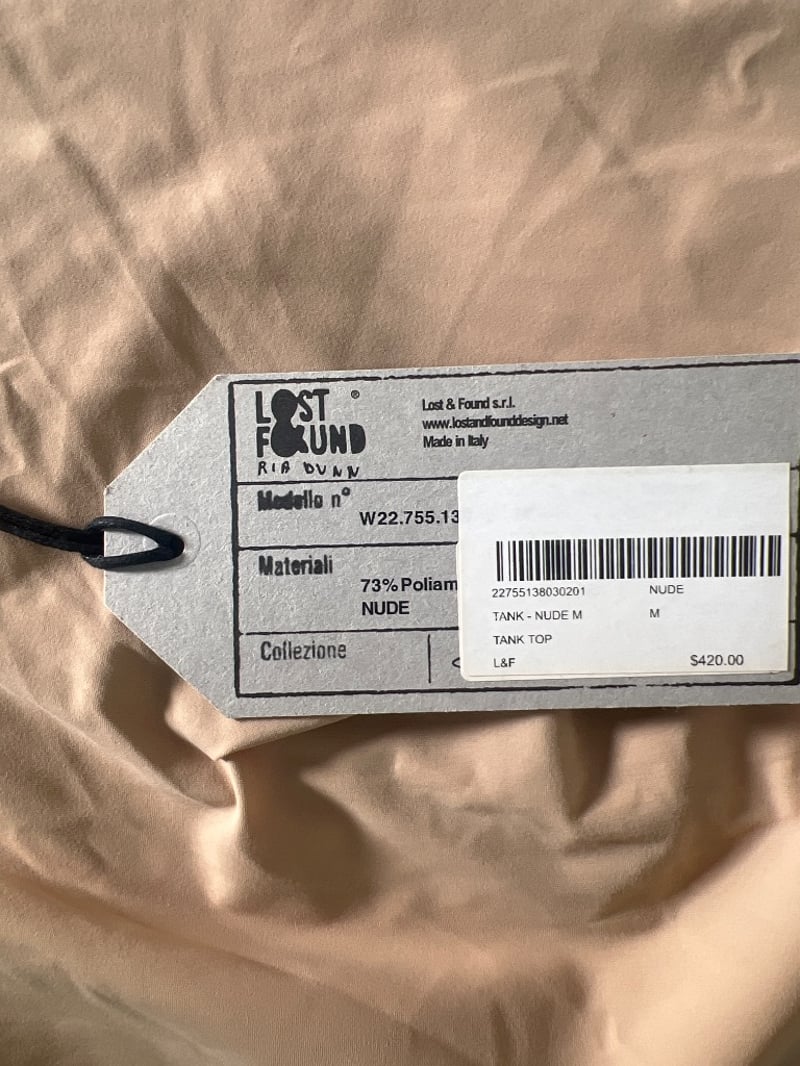 LOST ®
F&UND
RIA DUNN
Lost & Found s.r.l.
www.lostandfounddesign.net
Made in Italy
Modello n°
W22.755.13
Materiali
73% Poliam
NUDE
Collezione
22755138030201 NUDE
TANK - NUDE M M
TANK TOP
L&F $420.00